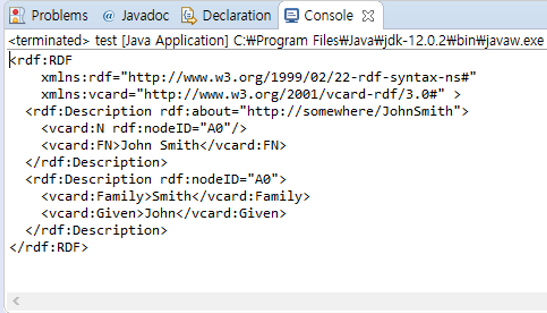 Problems @ Javadoc Declaration Console
<terminated> test [Java Application] C:₩Program Files₩Java₩jdk-12.0.2₩bin₩javaw.exe
<rdf:RDF
    xmlns:rdf="http://www.w3.org/1999/02/22-rdf-syntax-ns#"
    xmlns:vcard="http://www.w3.org/2001/vcard-rdf/3.0#" >
  <rdf:Description rdf:about="http://somewhere/JohnSmith">
    <vcard:N rdf:nodeID="A0"/>
    <vcard:FN>John Smith</vcard:FN>
  </rdf:Description>
  <rdf:Description rdf:nodeID="A0">
    <vcard:Family>Smith</vcard:Family>
    <vcard:Given>John</vcard:Given>
  </rdf:Description>
</rdf:RDF>